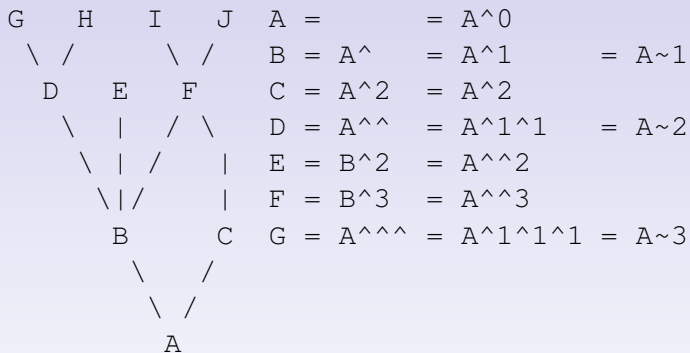 G   H   I   J   A =       = A^0
 \ /     \ /    B = A^    = A^1     = A~1
  D   E   F     C = A^2   = A^2
   \  |  / \    D = A^^   = A^1^1   = A~2
    \ | /   |   E = B^2   = A^^2
     \|/    |   F = B^3   = A^^3
      B     C   G = A^^^  = A^1^1^1 = A~3
       \   /
        \ /
         A